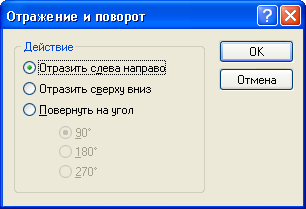 Отражение и поворот
Действие
Отразить слева направо
Отразить сверху вниз
Повернуть на угол
90°
180°
270°
OK
Отмена